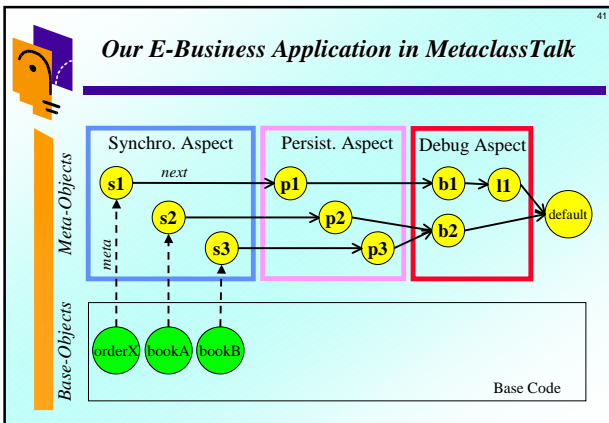 41
Our E-Business Application in MetaclassTalk
Meta-Objects
Synchro. Aspect
Persist. Aspect
Debug Aspect
s1
next
p1
b1
l1
s2
p2
default
s3
p3
b2
meta
Base-Objects
orderX
bookA
bookB
Base Code